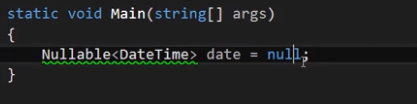 static void Main(string[] args)
{
Nullable<DateTime> date = null;
}